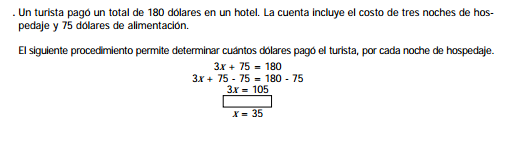 . Un turista pagó un total de 180 dólares en un hotel. La cuenta incluye el costo de tres noches de hos-
pedaje y 75 dólares de alimentación.
El siguiente procedimiento permite determinar cuántos dólares pagó el turista, por cada noche de hospedaje.
3x + 75 = 180
3x + 75 - 75 = 180 - 75
3x = 105
x = 35